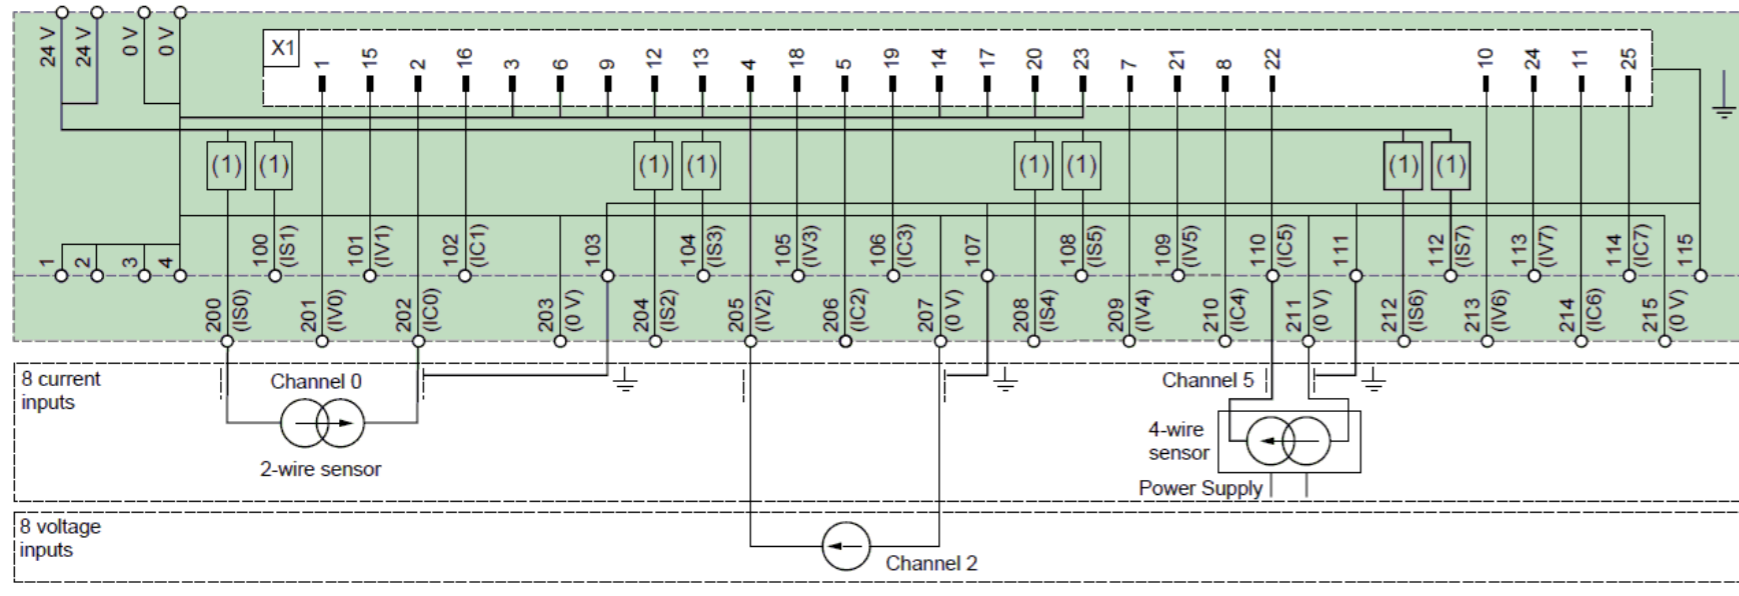 24 V
24 V
0 V
0 V
X1
1
15
2
16
3
6
9
12
13
4
18
5
19
14
17
20
23
7
21
8
22
10
24
11
25
(1)
(1)
(1)
(1)
(1)
(1)
(1)
(1)
1
2
3
4
100
(IS1)
101
(IV1)
102
(IC1)
103
104
(IS3)
105
(IV3)
106
(IC3)
107
108
(IS5)
109
(IV5)
110
(IC5)
111
112
(IS7)
113
(IV7)
114
(IC7)
115
200
(IS0)
201
(IV0)
202
(IC0)
203
(0 V)
204
(IS2)
205
(IV2)
206
(IC2)
207
(0 V)
208
(IS4)
209
(IV4)
210
(IC4)
211
(0 V)
212
(IS6)
213
(IV6)
214
(IC6)
215
(0 V)
8 current
inputs
Channel 0
2-wire sensor
Channel 5
4-wire
sensor
Power Supply
8 voltage
inputs
Channel 2